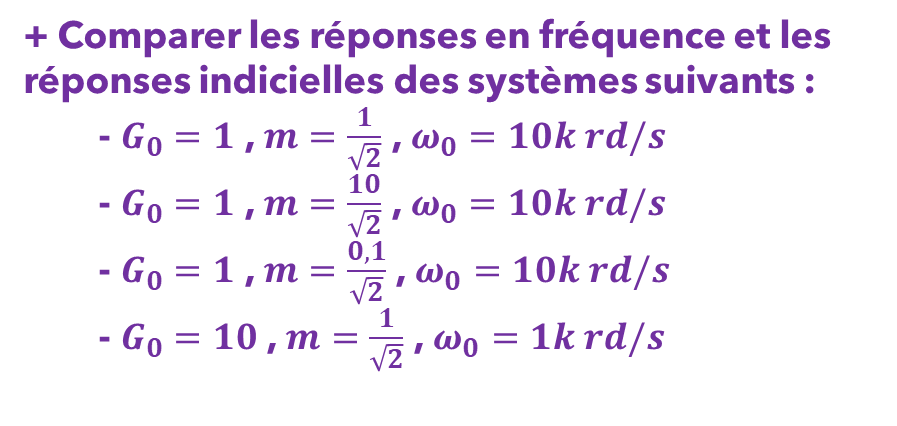 + Comparer les réponses en fréquence et les
réponses indicielles des systèmes suivants :
- G₀ = 1 , m = 1/√2 , ω₀ = 10k rd/s
- G₀ = 1 , m = 10/√2 , ω₀ = 10k rd/s
- G₀ = 1 , m = 0,1/√2 , ω₀ = 10k rd/s
- G₀ = 10 , m = 1/√2 , ω₀ = 1k rd/s